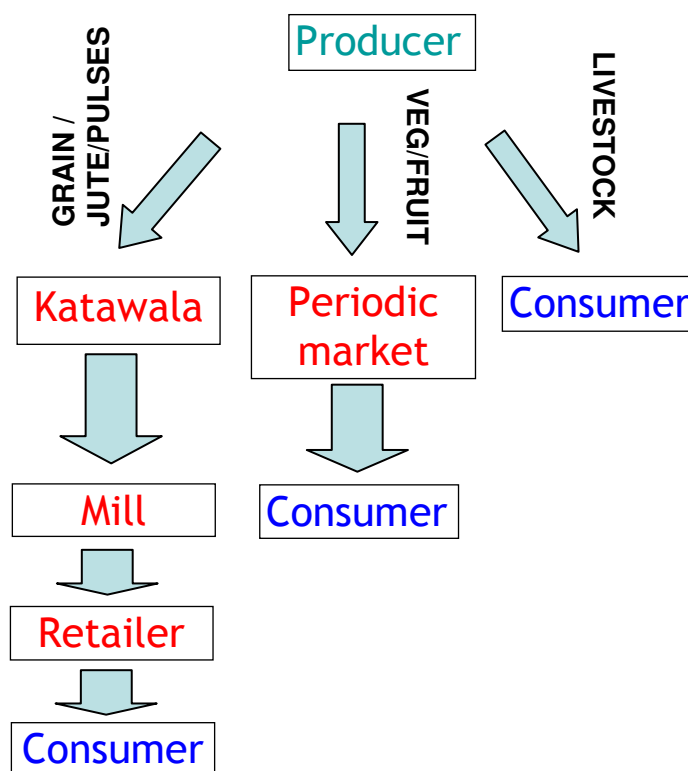 Producer
GRAIN /
JUTE/PULSES
VEG/FRUIT
LIVESTOCK
Katawala
Periodic
market
Consumer
Mill
Consumer
Retailer
Consumer